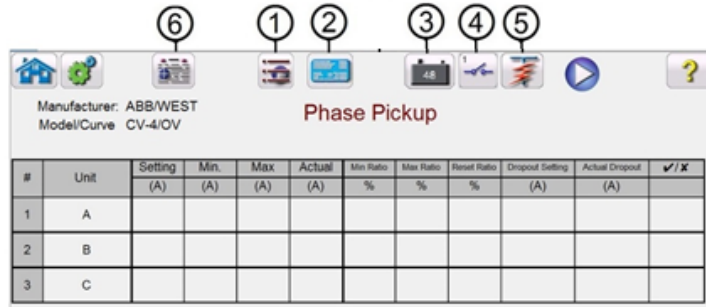 6 1 2 3 4 5
48 1 ?
Manufacturer: ABB/WEST
Model/Curve CV-4/OV
Phase Pickup
# Unit Setting Min. Max Actual Min Ratio Max Ratio Reset Ratio Dropout Setting Actual Dropout ✔/✘
(A) (A) (A) (A) % % % (A) (A)
1 A
2 B
3 C